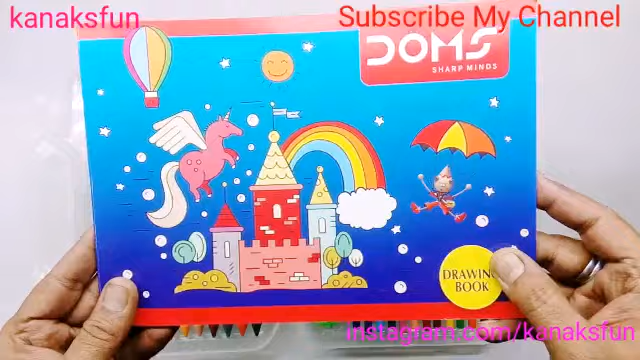 kanaksfun
Subscribe My Channel
DOMS
SHARP MINDS
DRAWING
BOOK
instagram.com/kanaksfun